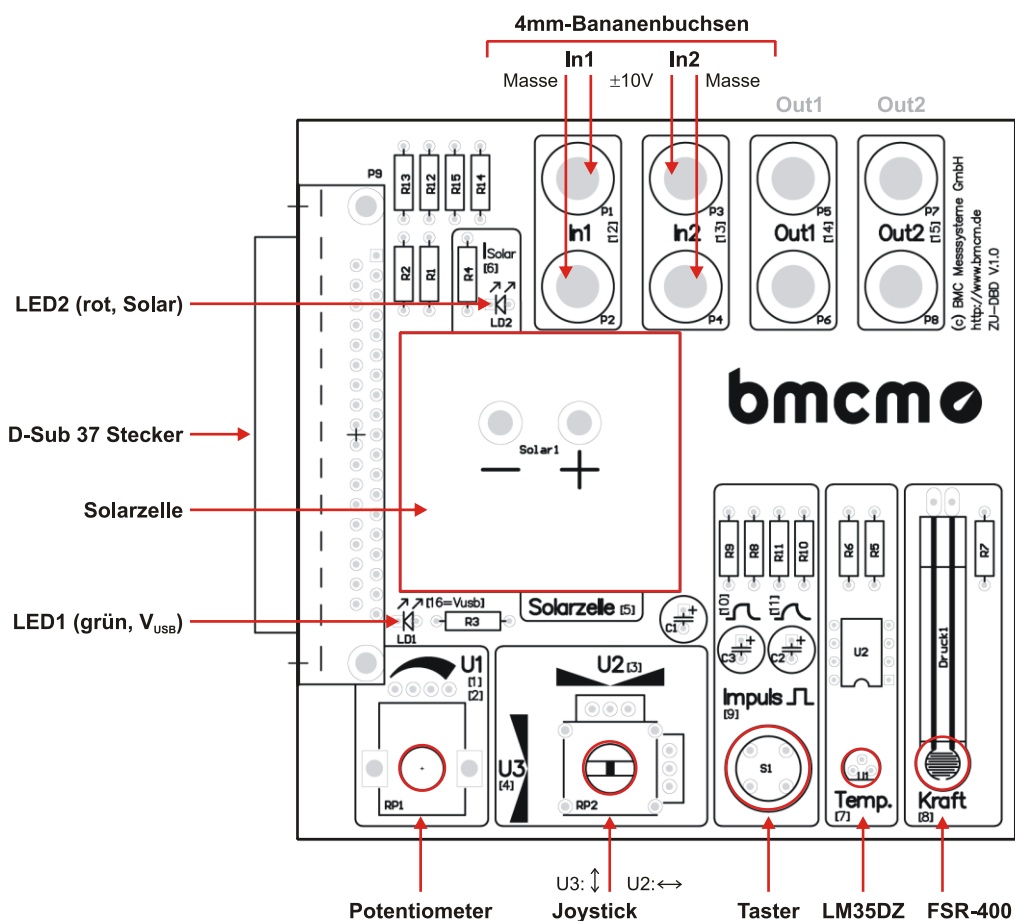 4mm-Bananenbuchsen
In1 In2
Masse ±10V Masse
Out1 Out2
P9
R13 R12 R15 R14
P1 P3 P5 P7
In1 [12] In2 [13] Out1 [14] Out2 [15]
(c) BMC Messsysteme GmbH
http://www.bmcm.de
ZU-DBD V.1.0
R2 R1 R4
ISolar
[6]
LD2
P2 P4 P6 P8
LED2 (rot, Solar)
bmcm
D-Sub 37 Stecker
Solar1
− +
Solarzelle
R9 R8 R11 R10
R6 R5
R7
LED1 (grün, VUSB)
[16=Vusb]
LD1
R3
Solarzelle [5]
C1 +
[10] [11]
C3 + C2 +
U2
Druck1
U1
[1]
[2]
U2 [3]
U3
[4]
Impuls
[9]
RP1
RP2
S1
U1
Temp.
[7]
Kraft
[8]
U3: ↕ U2: ↔
Potentiometer Joystick Taster LM35DZ FSR-400